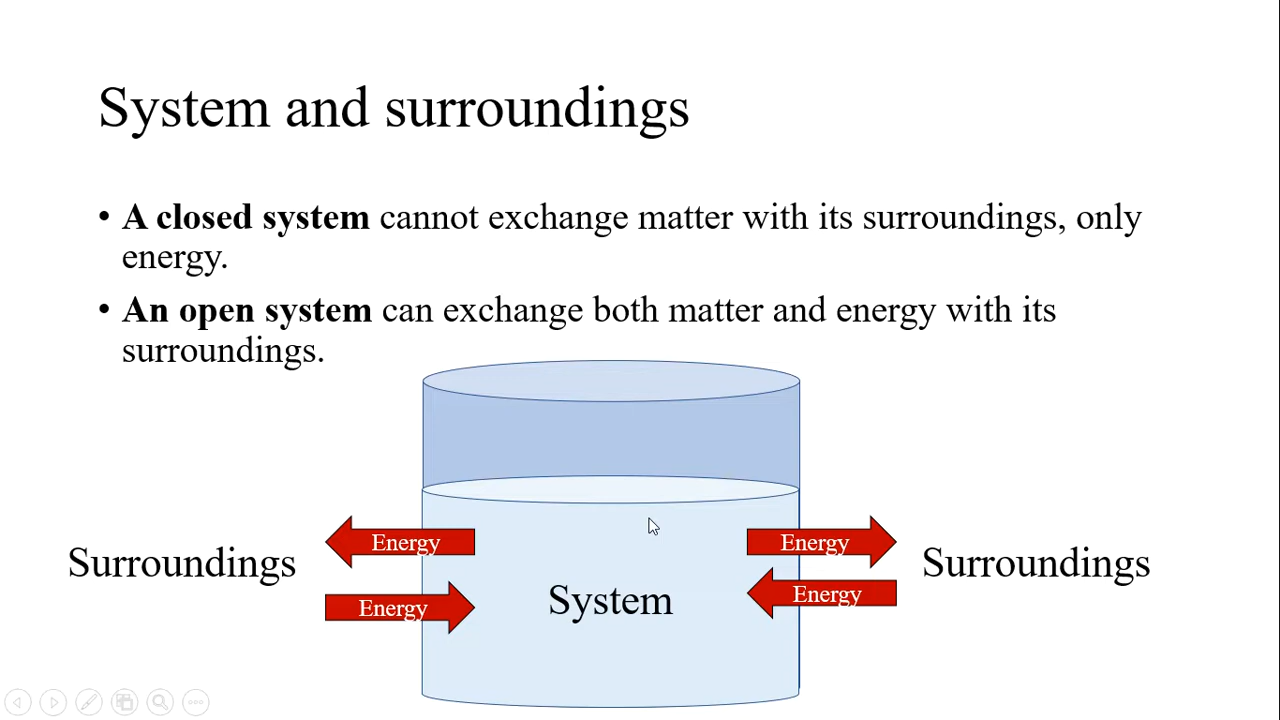 System and surroundings
• A closed system cannot exchange matter with its surroundings, only
energy.
• An open system can exchange both matter and energy with its
surroundings.
Energy
Energy
Surroundings
Surroundings
Energy
System
Energy